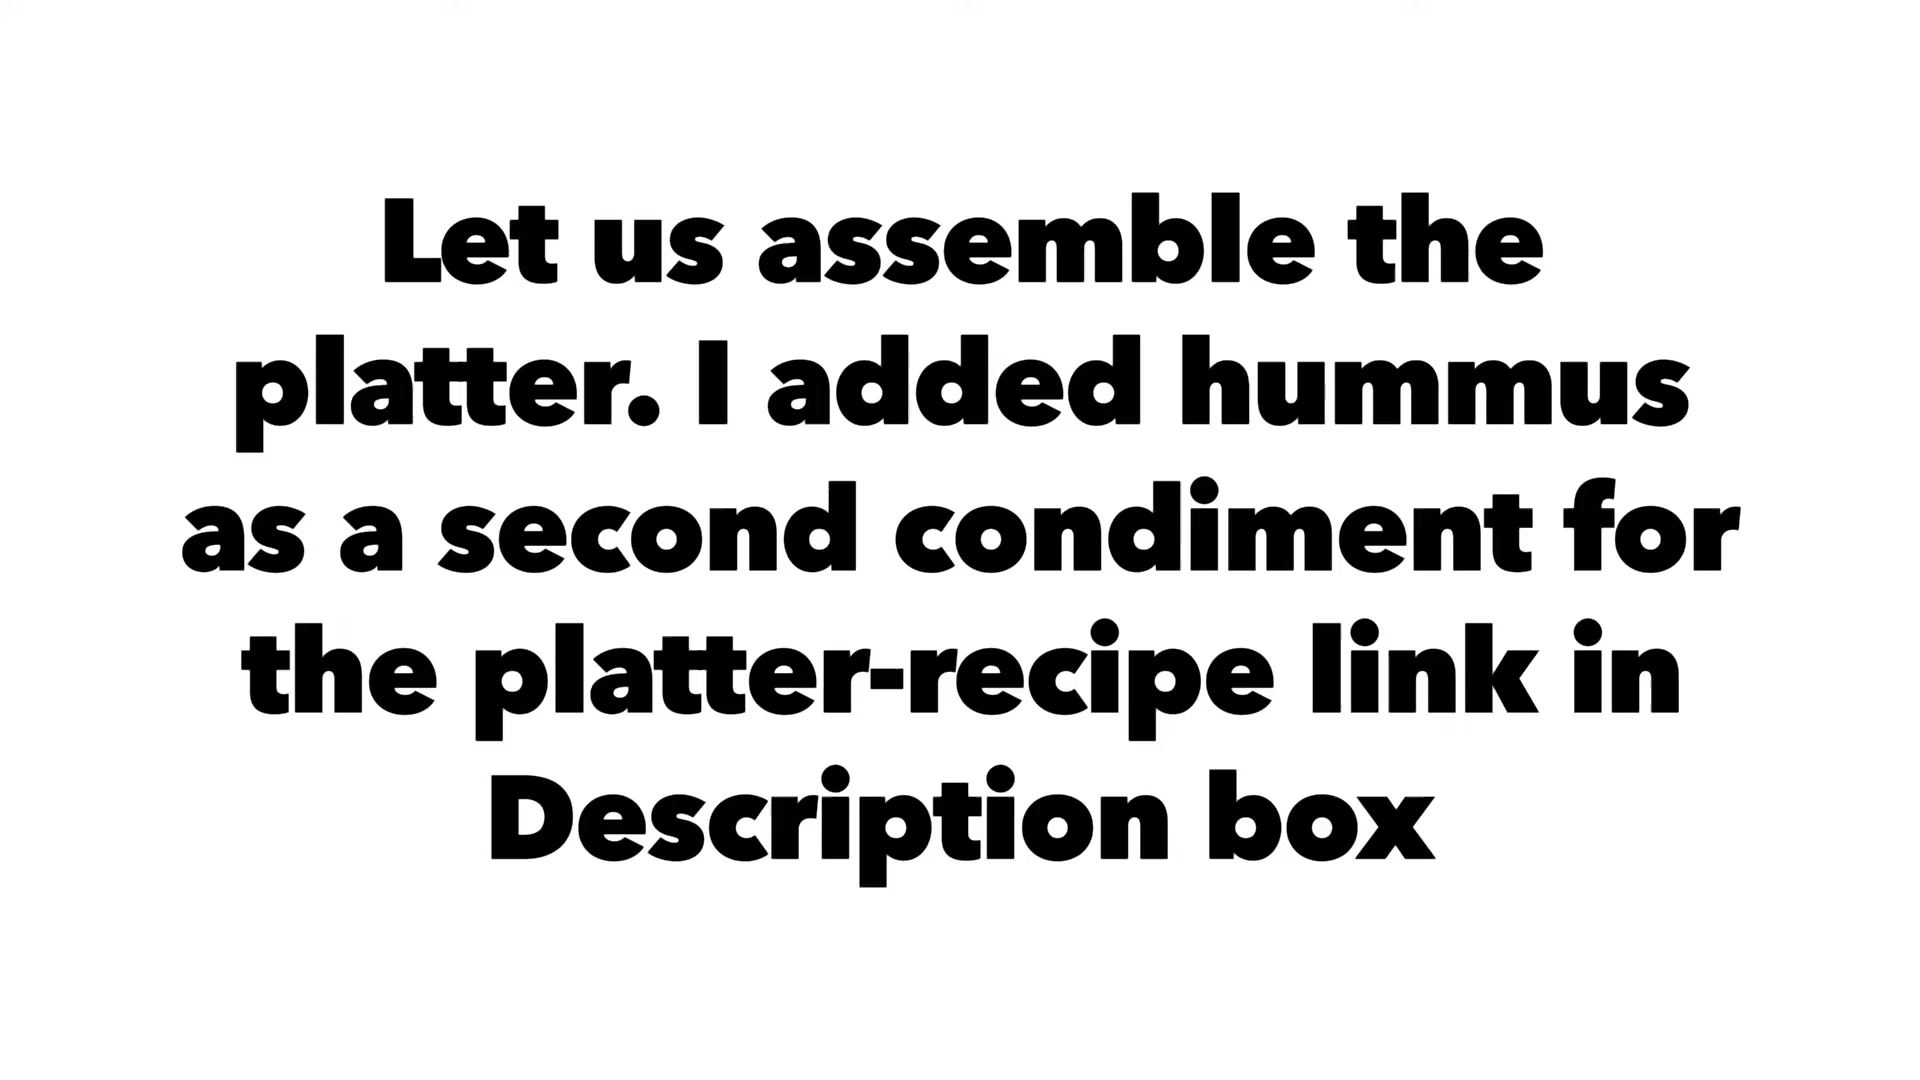 Let us assemble the
platter. I added hummus
as a second condiment for
the platter-recipe link in
Description box